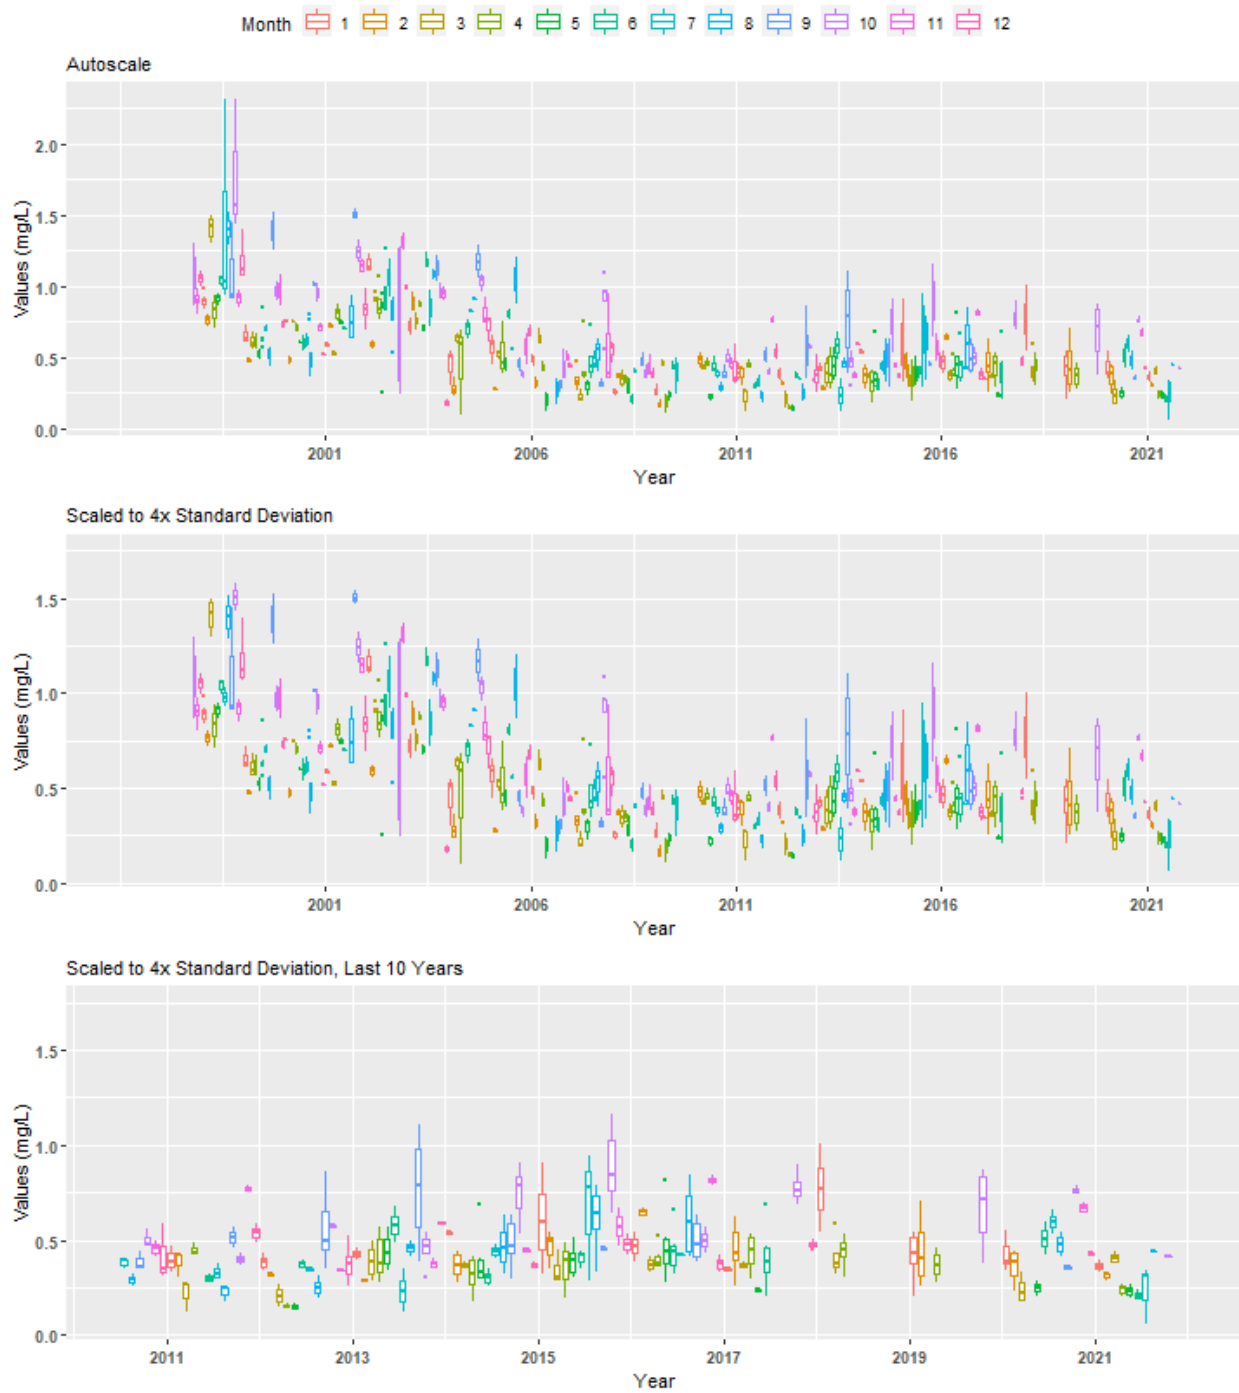 Month 1 2 3 4 5 6 7 8 9 10 11 12
Autoscale
Values (mg/L)
2.0
1.5
1.0
0.5
0.0
2001 2006 2011 2016 2021
Year
Scaled to 4x Standard Deviation
Values (mg/L)
1.5
1.0
0.5
0.0
2001 2006 2011 2016 2021
Year
Scaled to 4x Standard Deviation, Last 10 Years
Values (mg/L)
1.5
1.0
0.5
0.0
2011 2013 2015 2017 2019 2021
Year